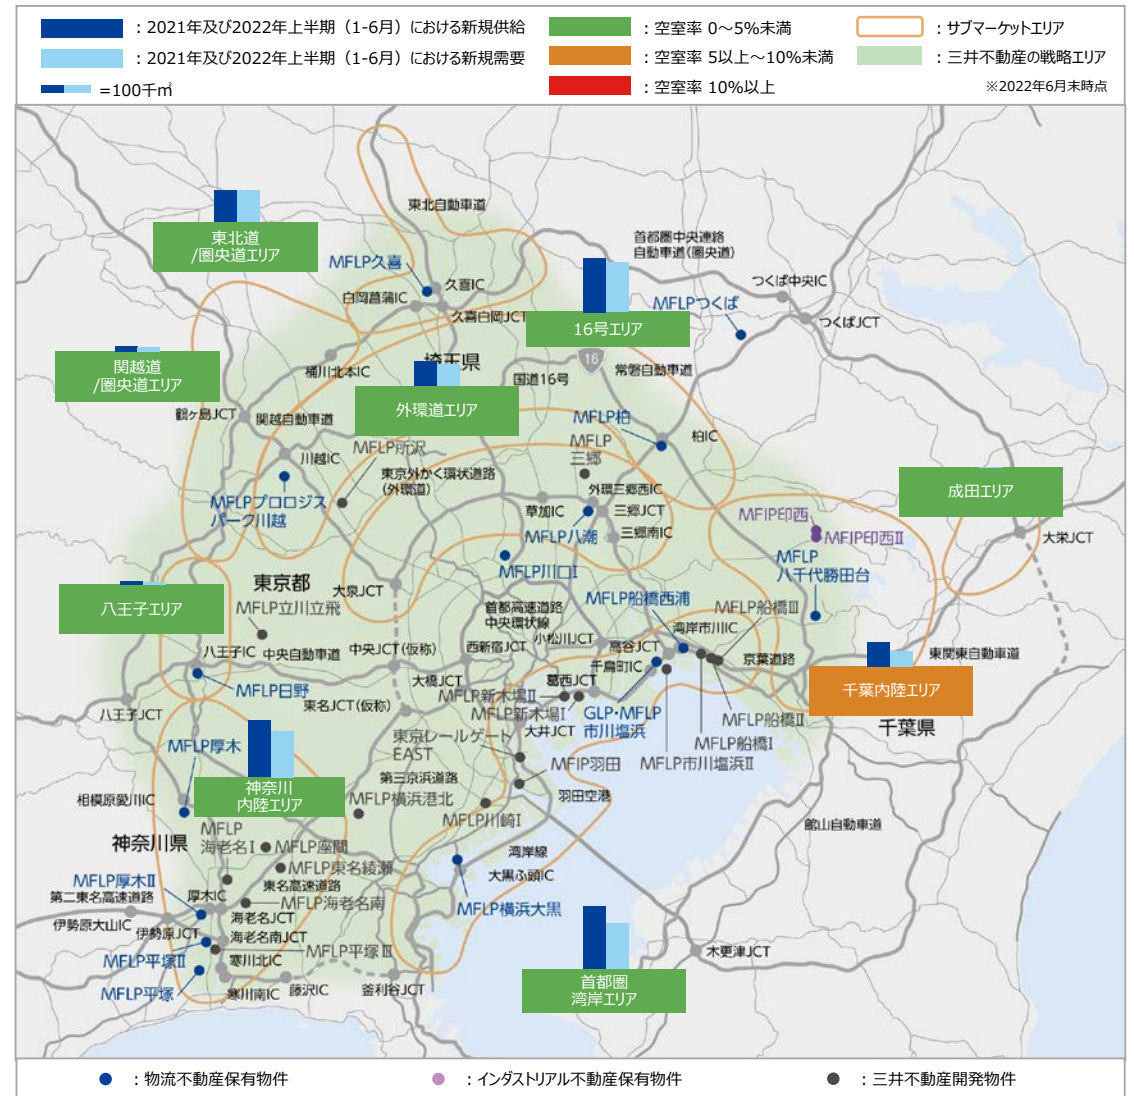 ：2021年及び2022年上半期（1-6月）における新規供給
：2021年及び2022年上半期（1-6月）における新規需要
=100千㎡
：空室率 0～5%未満
：空室率 5以上～10%未満
：空室率 10%以上
：サブマーケットエリア
：三井不動産の戦略エリア
※2022年6月末時点
東北自動車道
東北道
/圏央道エリア
首都圏中央連絡
自動車道(圏央道)
MFLP久喜
久喜IC
白岡菖蒲IC
久喜白岡JCT
つくば中央IC
MFLPつくば
つくばJCT
16号エリア
16
関越道
/圏央道エリア
埼玉県
桶川北本IC
国道16号
常磐自動車道
外環道エリア
鶴ヶ島JCT
関越自動車道
MFLP柏
柏IC
MFLP所沢
MFLP
三郷
川越IC
東京外かく環状道路
(外環道)
外環三郷西IC
成田エリア
MFLPプロロジス
パーク川越
草加IC
三郷JCT
MFIP印西
MFLP八潮
三郷南IC
MFIP印西Ⅱ
大栄JCT
MFLP川口Ⅰ
MFLP
八千代勝田台
東京都
大泉JCT
八王子エリア
MFLP立川立飛
首都高速道路
中央環状線
MFLP船橋西浦
MFLP船橋Ⅲ
湾岸市川IC
小松川JCT
八王子IC
中央自動車道
中央JCT(仮称)
西新宿JCT
高谷JCT
京葉道路
東関東自動車道
千鳥町IC
MFLP日野
大橋JCT
葛西JCT
千葉内陸エリア
MFLP新木場Ⅱ
東名JCT(仮称)
MFLP新木場Ⅰ
GLP・MFLP
市川塩浜
八王子JCT
大井JCT
MFLP船橋Ⅱ
千葉県
MFLP厚木
東京レールゲート
EAST
MFLP船橋Ⅰ
MFIP羽田
MFLP市川塩浜Ⅱ
神奈川
内陸エリア
第三京浜道路
相模原愛川IC
MFLP横浜港北
羽田空港
MFLP川崎Ⅰ
館山自動車道
神奈川県
MFLP
海老名Ⅰ
MFLP座間
湾岸線
MFLP東名綾瀬
大黒ふ頭IC
MFLP厚木Ⅱ
東名高速道路
第二東名高速道路
厚木IC
MFLP海老名南
MFLP横浜大黒
伊勢原大山IC
海老名JCT
伊勢原JCT
海老名南JCT
MFLP平塚Ⅲ
木更津JCT
MFLP平塚Ⅱ
寒川北IC
首都圏
湾岸エリア
MFLP平塚
寒川南IC
藤沢IC
釜利谷JCT
：物流不動産保有物件
：インダストリアル不動産保有物件
：三井不動産開発物件